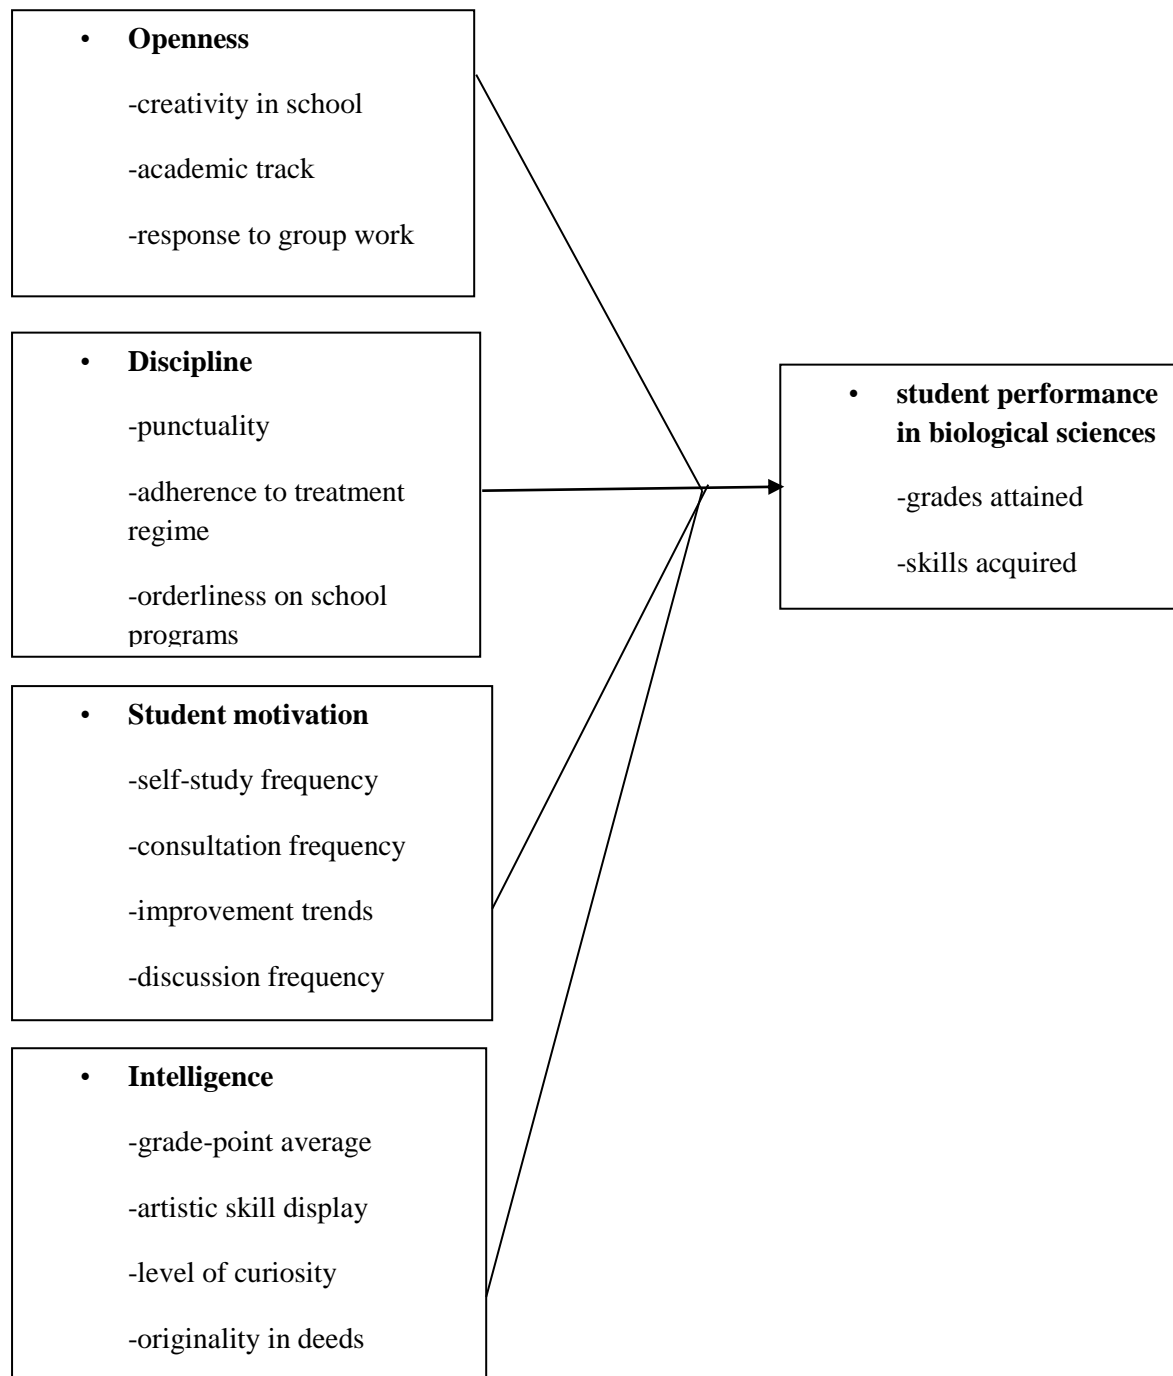 • Openness
-creativity in school
-academic track
-response to group work
• Discipline
-punctuality
-adherence to treatment
regime
-orderliness on school
programs
• Student motivation
-self-study frequency
-consultation frequency
-improvement trends
-discussion frequency
• Intelligence
-grade-point average
-artistic skill display
-level of curiosity
-originality in deeds
• student performance
in biological sciences
-grades attained
-skills acquired